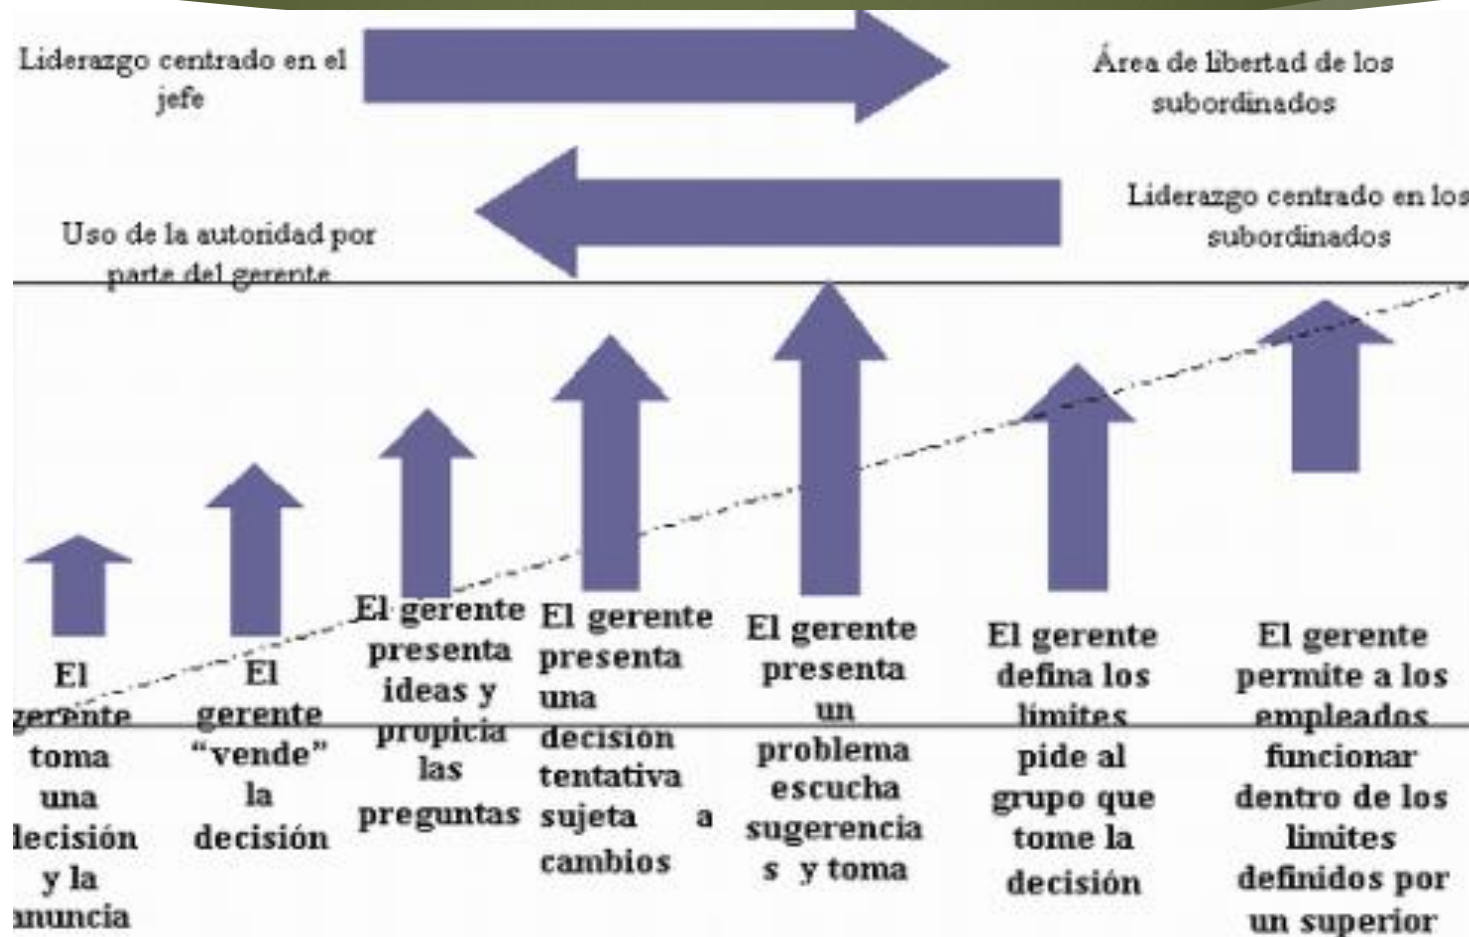 Liderazgo centrado en el
jefe
Área de libertad de los
subordinados
Liderazgo centrado en los
subordinados
Uso de la autoridad por
parte del gerente
El
gerente
toma
una
decisión
y la
anuncia
El
gerente
“vende”
la
decisión
El gerente
presenta
ideas y
propicia
las
preguntas
El gerente
presenta
una
decisión
tentativa
sujeta a
cambios
El gerente
presenta
un
problema
escucha
sugerencia
s y toma
El gerente
defina los
limites
pide al
grupo que
tome la
decisión
El gerente
permite a los
empleados
funcionar
dentro de los
limites
definidos por
un superior